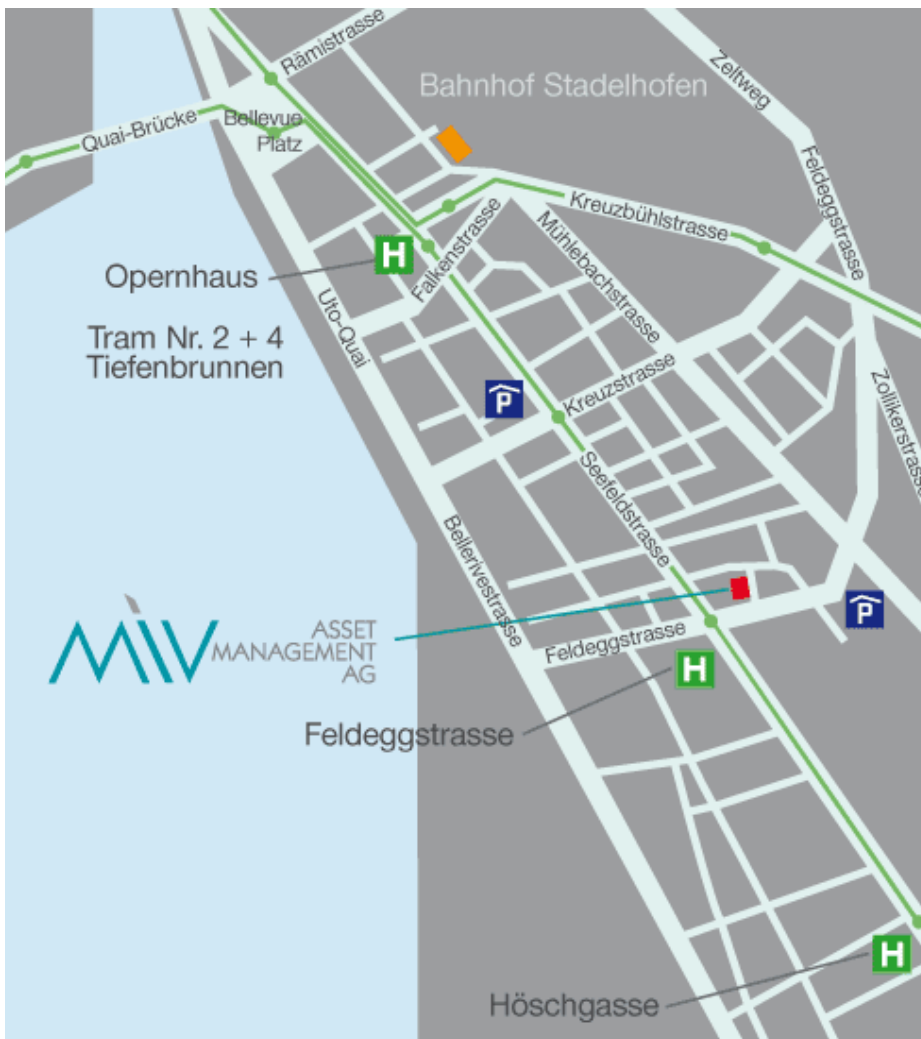 Rämistrasse
Bahnhof Stadelhofen
Zeltweg
Quai-Brücke
Bellevue
Platz
Feldeggstrasse
Kreuzbühlstrasse
Falkenstrasse
Mühlebachstrasse
H
Opernhaus
Uto-Quai
Tram Nr. 2 + 4
Tiefenbrunnen
P
Kreuzstrasse
Zollikerstrasse
Seefeldstrasse
Bellerivestrasse
MIV
ASSET
MANAGEMENT
AG
P
Feldeggstrasse
H
Feldeggstrasse
H
Höschgasse